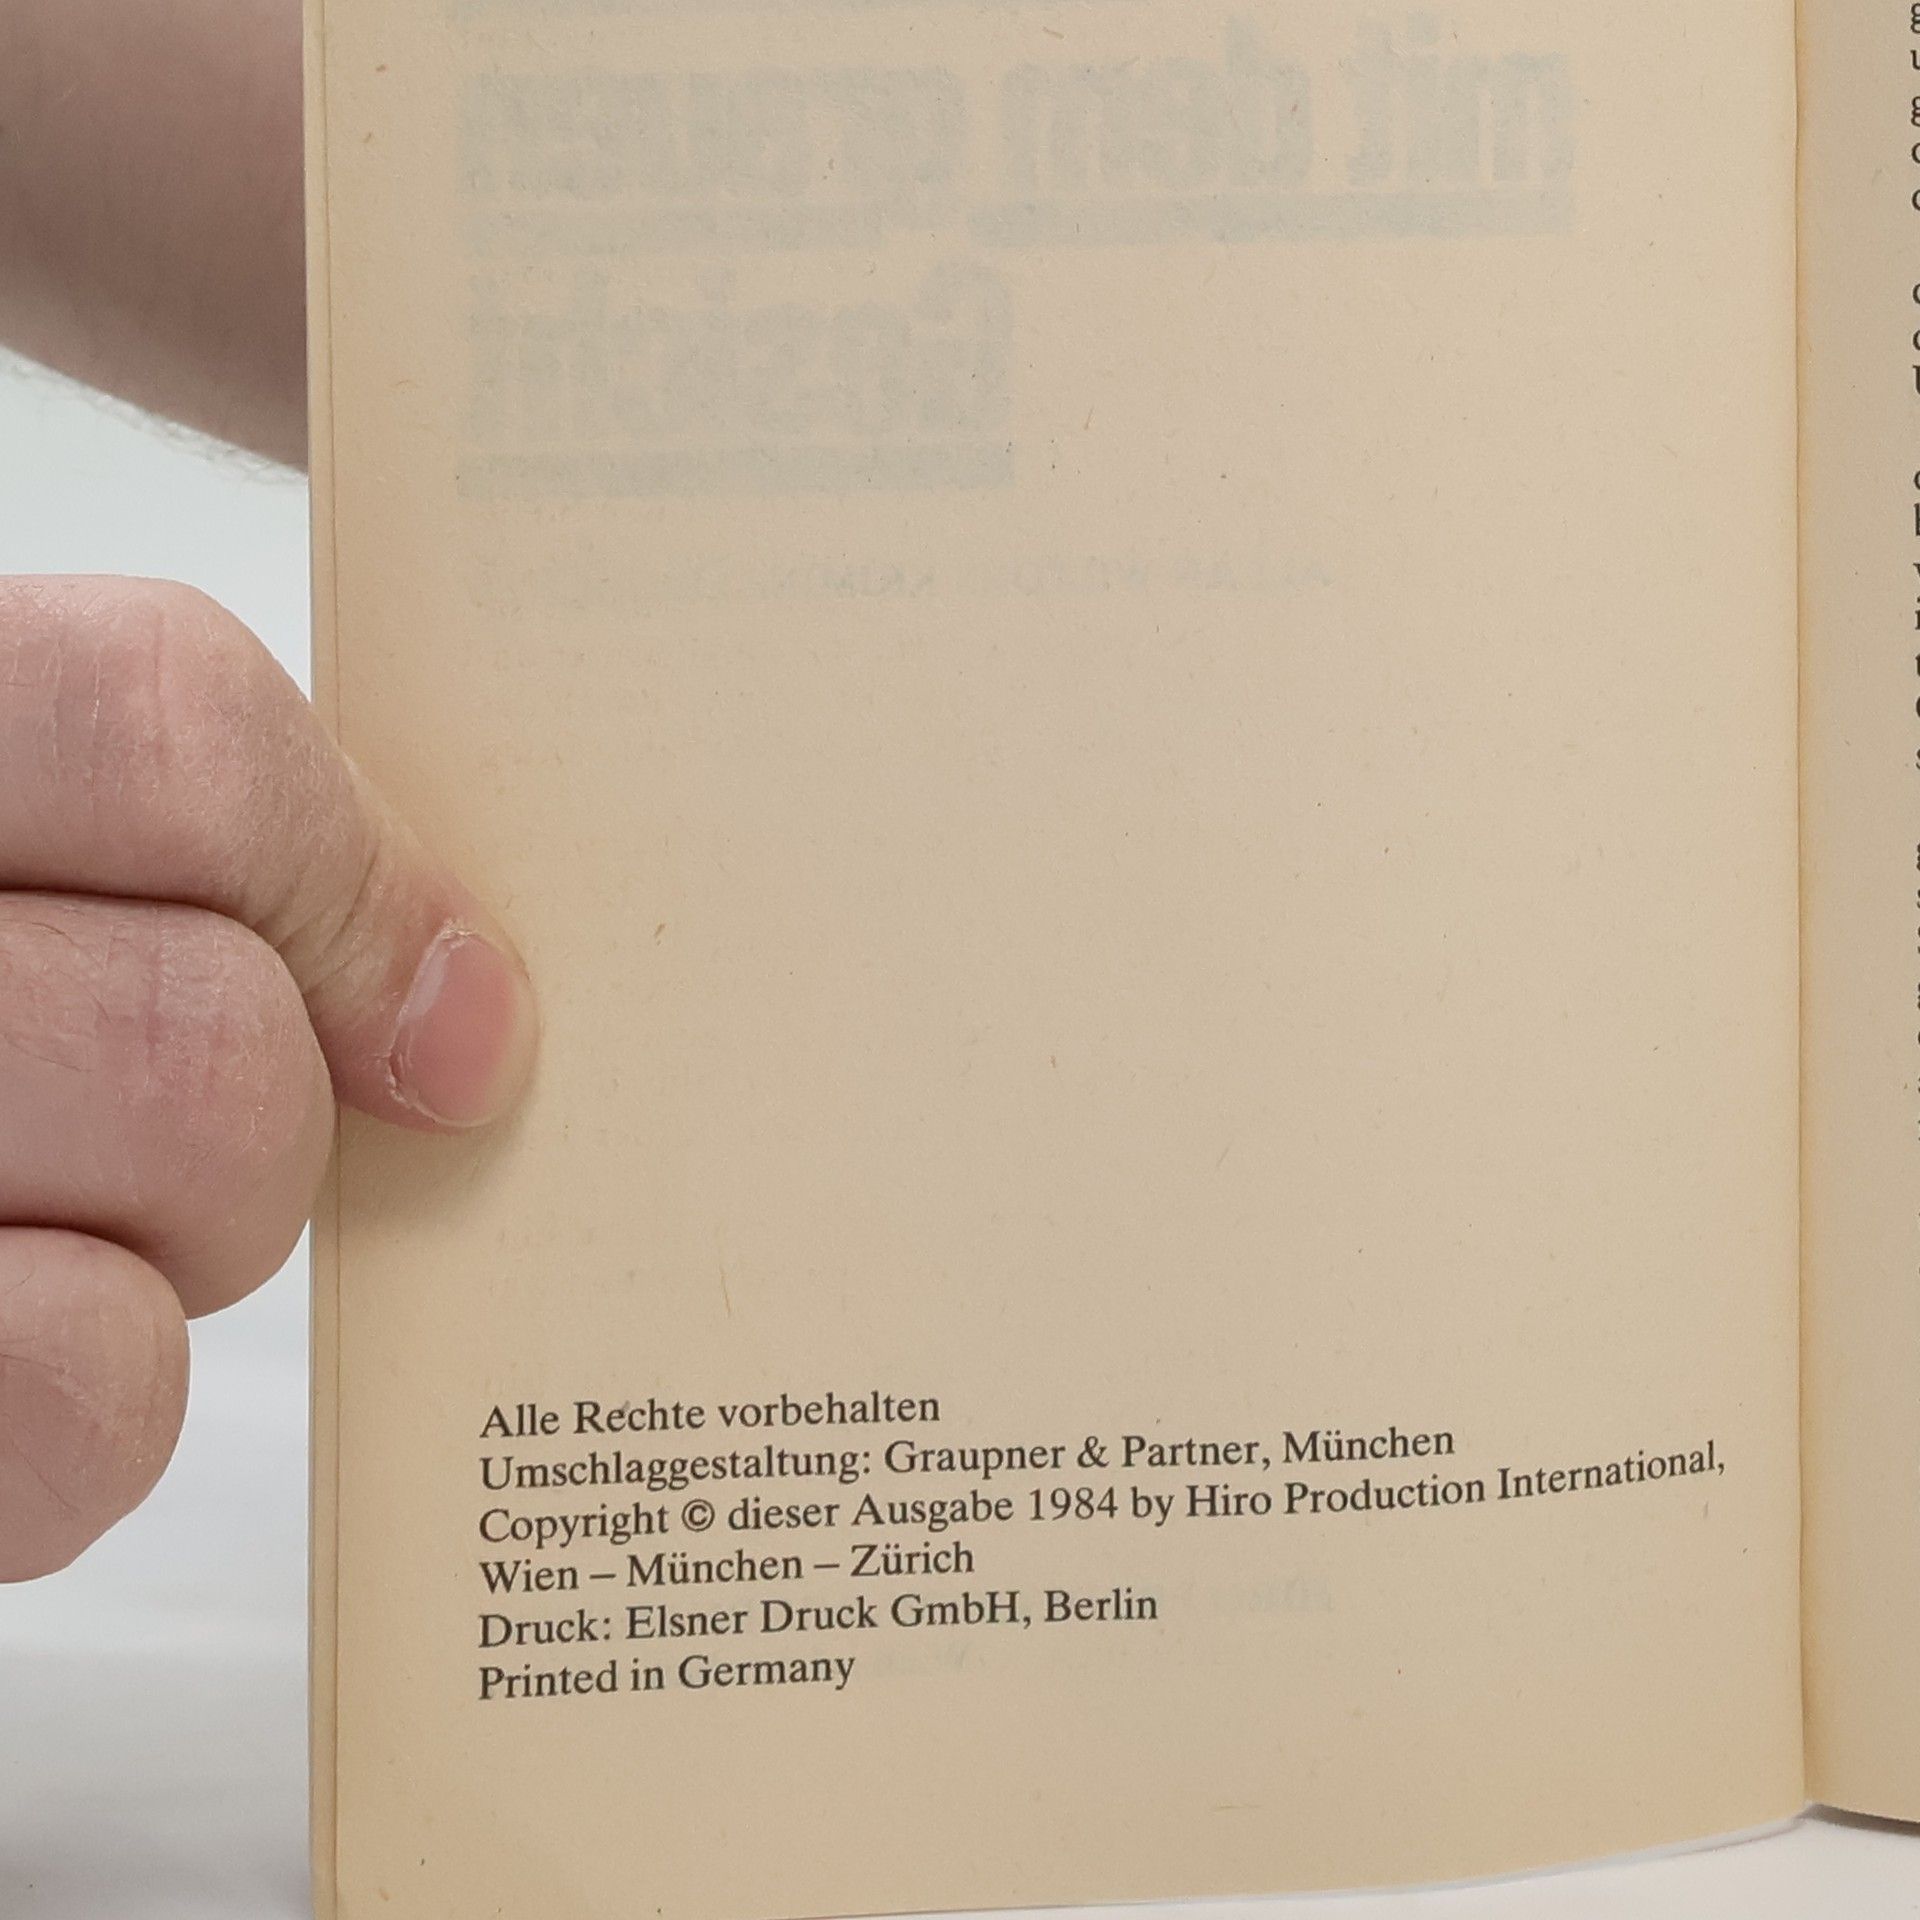 Alle Rechte vorbehalten
Umschlaggestaltung: Graupner & Partner, München
Copyright © dieser Ausgabe 1984 by Hiro Production International,
Wien – München – Zürich
Druck: Elsner Druck GmbH, Berlin
Printed in Germany